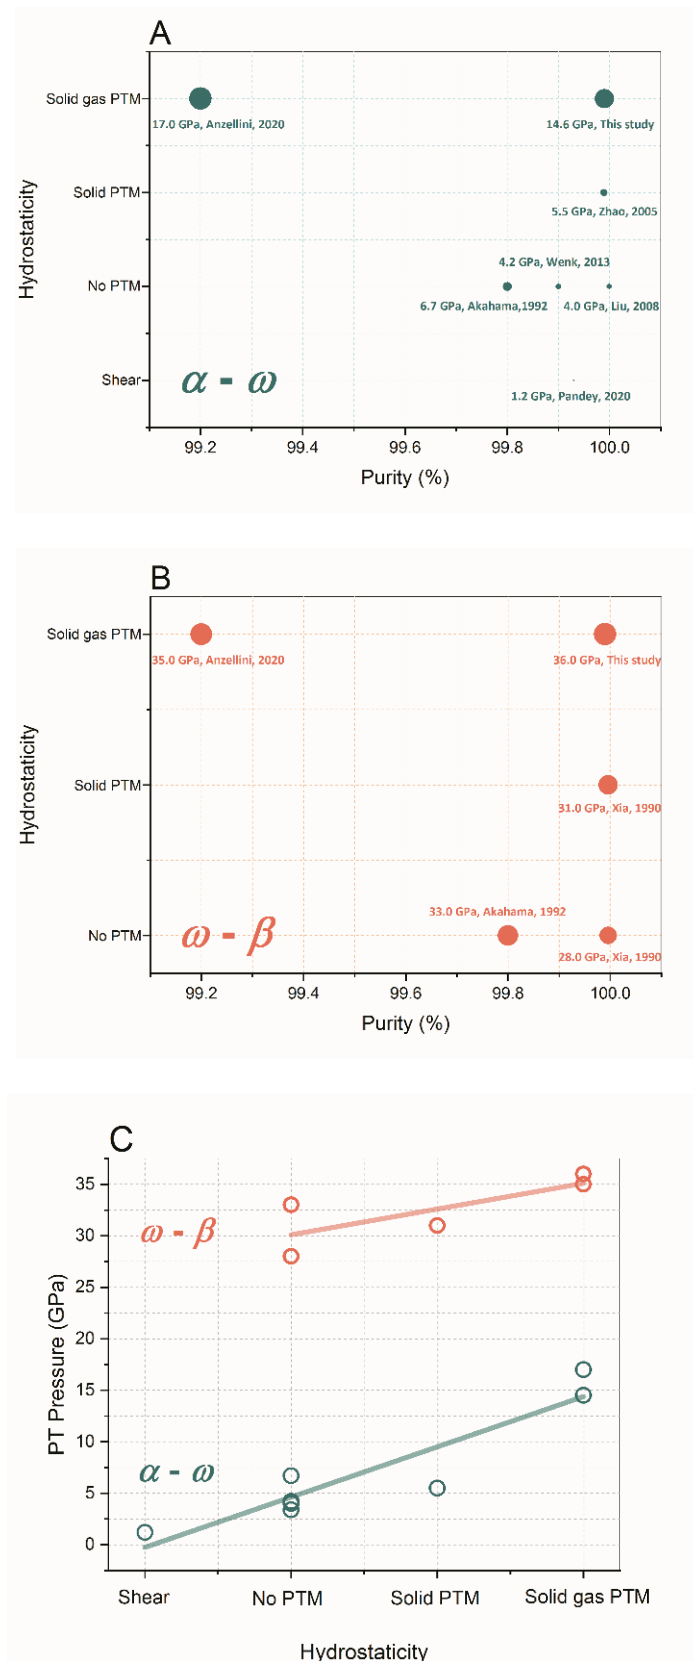 A
Hydrostaticity
Solid gas PTM
17.0 GPa, Anzellini, 2020
14.6 GPa, This study
Solid PTM
5.5 GPa, Zhao, 2005
4.2 GPa, Wenk, 2013
No PTM
6.7 GPa, Akahama,1992
4.0 GPa, Liu, 2008
Shear
α - ω
1.2 GPa, Pandey, 2020
99.2 99.4 99.6 99.8 100.0
Purity (%)
B
Hydrostaticity
Solid gas PTM
35.0 GPa, Anzellini, 2020
36.0 GPa, This study
Solid PTM
31.0 GPa, Xia, 1990
33.0 GPa, Akahama, 1992
No PTM
ω - β
28.0 GPa, Xia, 1990
99.2 99.4 99.6 99.8 100.0
Purity (%)
C
PT Pressure (GPa)
35
30
25
20
15
10
5
0
ω - β
α - ω
Shear No PTM Solid PTM Solid gas PTM
Hydrostaticity